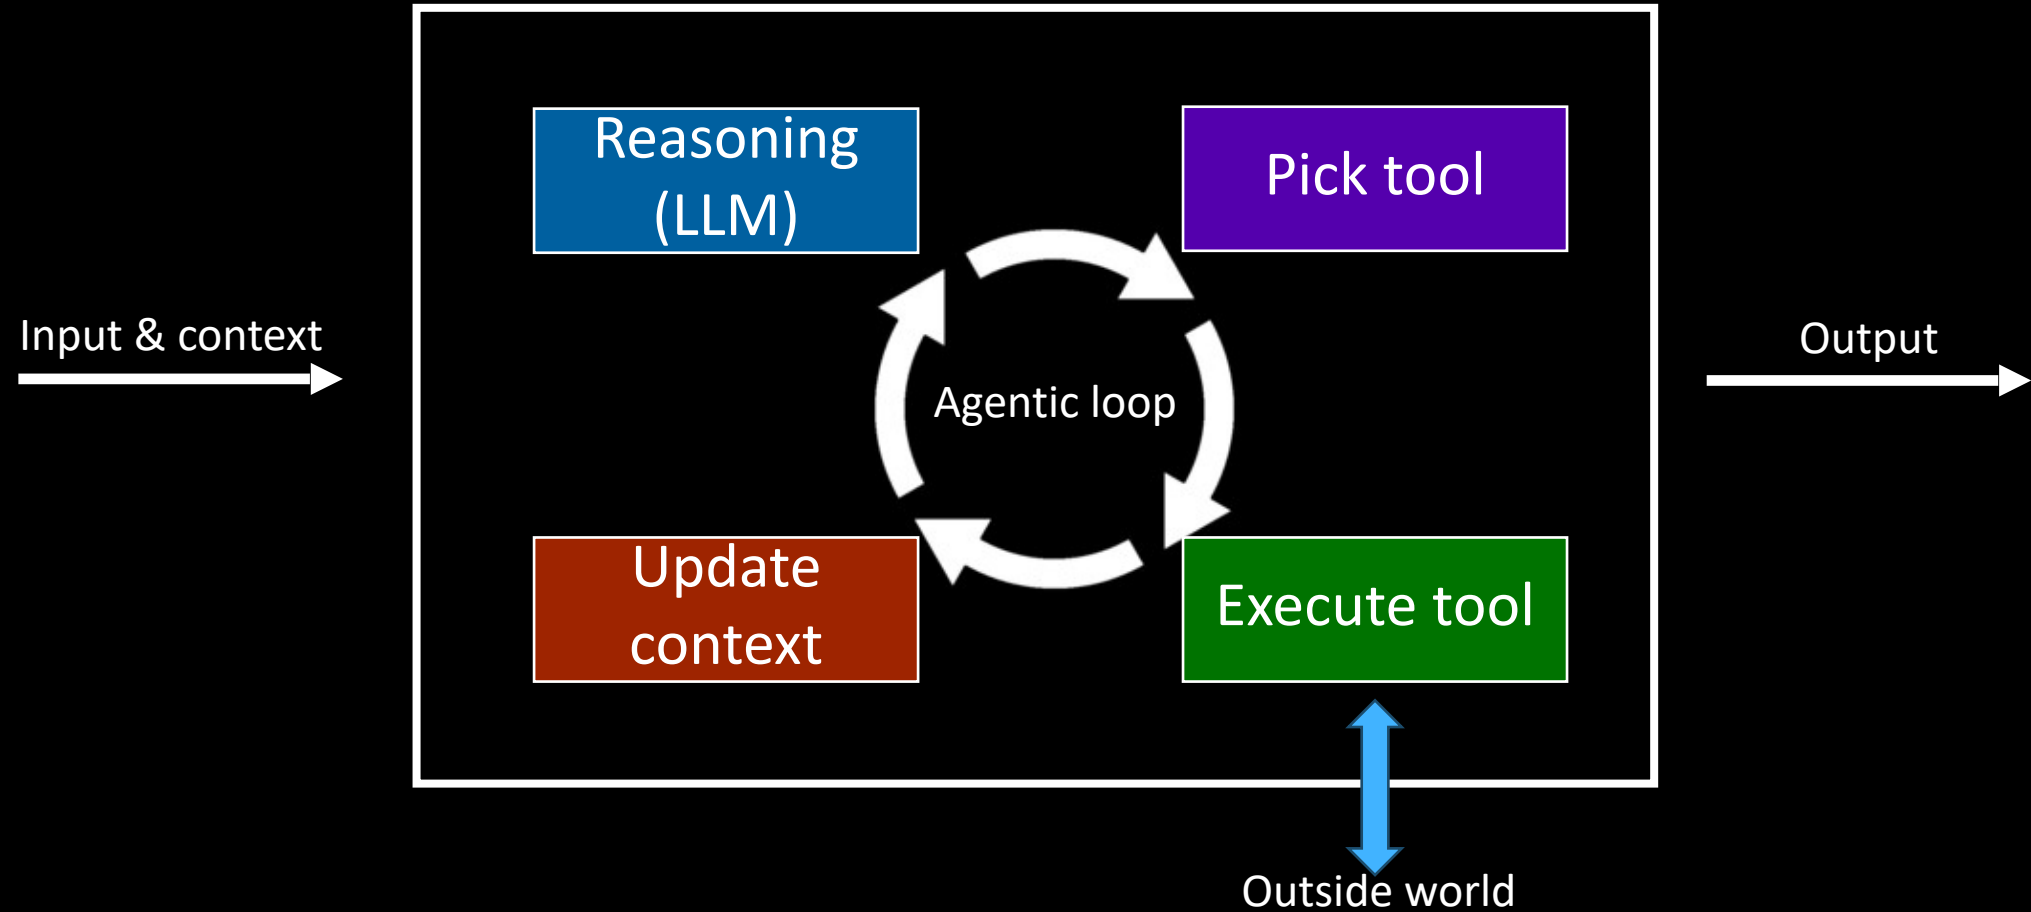 Reasoning
(LLM)
Pick tool
Input & context
Agentic loop
Output
Update
context
Execute tool
Outside world